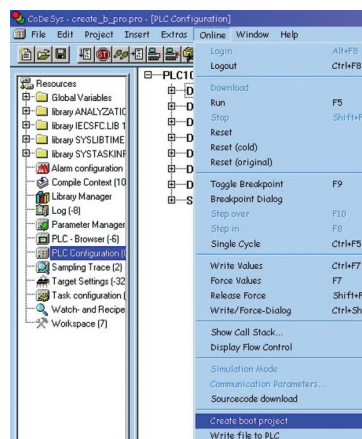 CoDeSys - create_b_pro.pro - [PLC Configuration]
File Edit Project Insert Extras Online Window Help
Resources
Global Variables
library ANALYZATIO
library IECSFC.LIB 1
library SYSLIBTIME
library SYSTASKINF
Alarm configuration
Compile Context (10
Library Manager
Log (-8)
Parameter Manager
PLC - Browser (-6)
PLC Configuration (
Sampling Trace (2)
Target Settings (-32
Task configuration (
Watch- and Recipe
Workspace (7)
PLC10
D
D
D
D
D
D
S
Login Alt+F8
Logout Ctrl+F8
Download
Run F5
Stop Shift+F
Reset
Reset (cold)
Reset (original)
Toggle Breakpoint F9
Breakpoint Dialog
Step over F10
Step in F8
Single Cycle Ctrl+F5
Write Values Ctrl+F7
Force Values F7
Release Force Shift+F
Write/Force-Dialog Ctrl+Sh
Show Call Stack...
Display Flow Control
Simulation Mode
Communication Parameters...
Sourcecode download
Create boot project
Write file to PLC